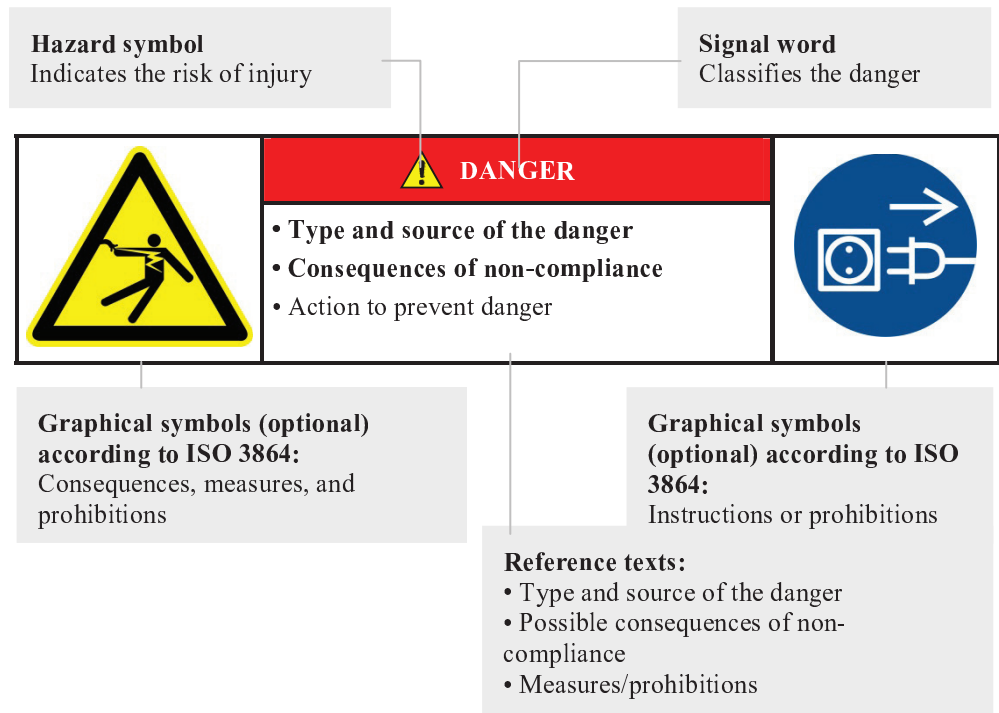 Hazard symbol
Indicates the risk of injury
Signal word
Classifies the danger
DANGER
• Type and source of the danger
• Consequences of non-compliance
• Action to prevent danger
Graphical symbols (optional)
according to ISO 3864:
Consequences, measures, and
prohibitions
Graphical symbols
(optional) according to ISO
3864:
Instructions or prohibitions
Reference texts:
• Type and source of the danger
• Possible consequences of non-
compliance
• Measures/prohibitions